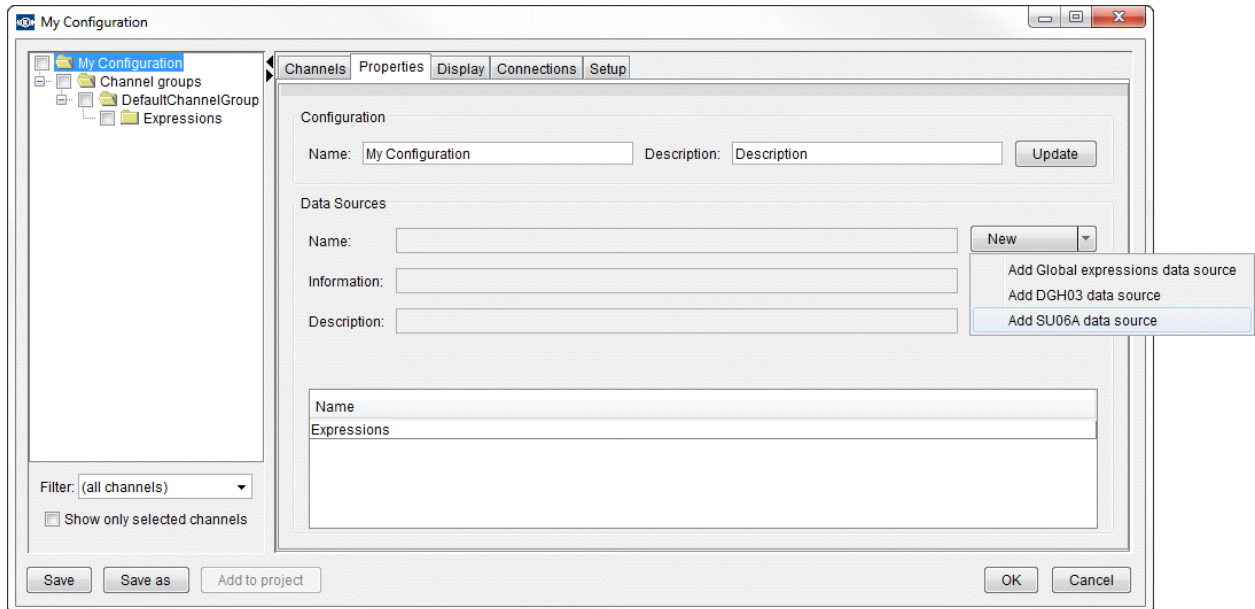 My Configuration
My Configuration
Channel groups
DefaultChannelGroup
Expressions
Filter: (all channels)
Show only selected channels
Channels Properties Display Connections Setup
Configuration
Name: My Configuration Description: Description Update
Data Sources
Name: New
Information:
Description:
Add Global expressions data source
Add DGH03 data source
Add SU06A data source
Name
Expressions
Save Save as Add to project OK Cancel